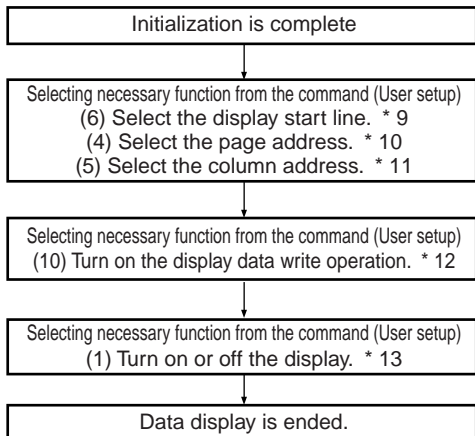 Initialization is complete
Selecting necessary function from the command (User setup)
(6) Select the display start line. * 9
(4) Select the page address. * 10
(5) Select the column address. * 11
Selecting necessary function from the command (User setup)
(10) Turn on the display data write operation. * 12
Selecting necessary function from the command (User setup)
(1) Turn on or off the display. * 13
Data display is ended.